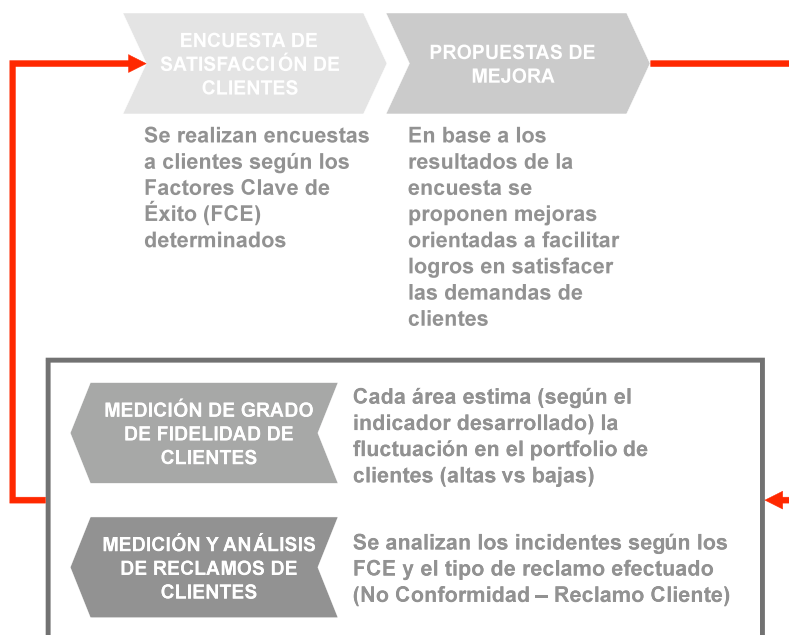 ENCUESTA DE
SATISFACCIÓN DE
CLIENTES
PROPUESTAS DE
MEJORA
Se realizan encuestas
a clientes según los
Factores Clave de
Éxito (FCE)
determinados
En base a los
resultados de la
encuesta se
proponen mejoras
orientadas a facilitar
logros en satisfacer
las demandas de
clientes
MEDICIÓN DE GRADO
DE FIDELIDAD DE
CLIENTES
Cada área estima (según el
indicador desarrollado) la
fluctuación en el portfolio de
clientes (altas vs bajas)
MEDICIÓN Y ANÁLISIS
DE RECLAMOS DE
CLIENTES
Se analizan los incidentes según los
FCE y el tipo de reclamo efectuado
(No Conformidad – Reclamo Cliente)